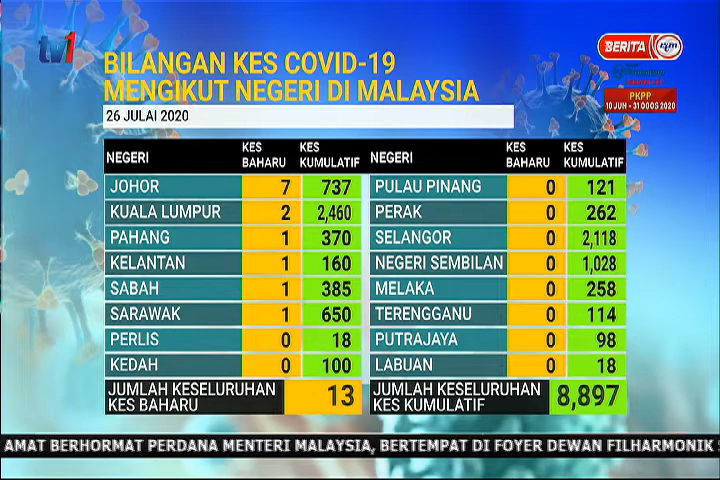 tv1
BERITA rtm
PKPP
10 JUN - 31 OGOS 2020
BILANGAN KES COVID-19
MENGIKUT NEGERI DI MALAYSIA
26 JULAI 2020
NEGERI KES BAHARU KES KUMULATIF NEGERI KES BAHARU KES KUMULATIF
JOHOR 7 737 PULAU PINANG 0 121
KUALA LUMPUR 2 2,460 PERAK 0 262
PAHANG 1 370 SELANGOR 0 2,118
KELANTAN 1 160 NEGERI SEMBILAN 0 1,028
SABAH 1 385 MELAKA 0 258
SARAWAK 1 650 TERENGGANU 0 114
PERLIS 0 18 PUTRAJAYA 0 98
KEDAH 0 100 LABUAN 0 18
JUMLAH KESELURUHAN KES BAHARU 13 JUMLAH KESELURUHAN KES KUMULATIF 8,897
AMAT BERHORMAT PERDANA MENTERI MALAYSIA, BERTEMPAT DI FOYER DEWAN FILHARMONIK